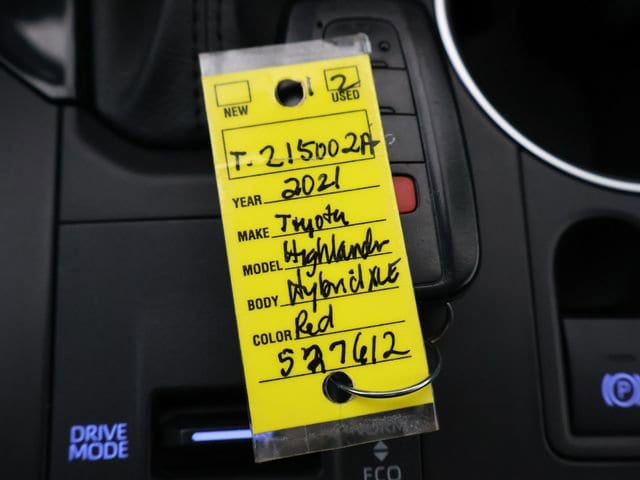 2
NEW USED
T-215002A
YEAR 2021
MAKE Toyota
MODEL Highlander
BODY Hybrid XLE
COLOR Red
527612
DRIVE
MODE
ECO
P